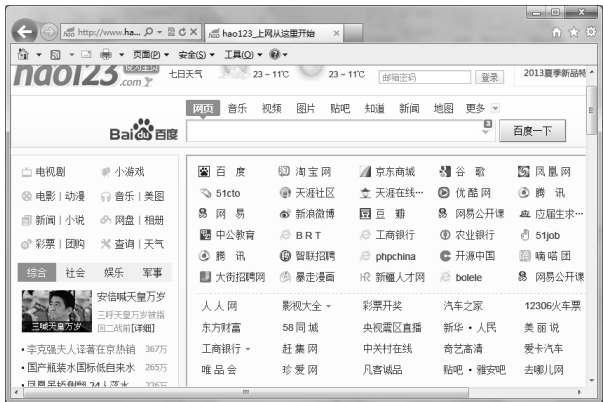 http://www.ha... hao123_上网从这里开始
页面(P) 安全(S) 工具(O)
hao123.com 设为主页 七日天气 23 ~ 11℃ 23 ~ 11℃ 邮箱密码 登录 2013夏季新品特
网页 音乐 视频 图片 贴吧 知道 新闻 地图 更多
Bai du 百度 3 百度一下
电视剧 小游戏 百 度 淘宝网 京东商城 谷 歌 凤凰网
电影 | 动漫 音乐 | 美图 51cto 天涯社区 天涯在线… 优酷网 腾 讯
新闻 | 小说 网盘 | 相册 网 易 新浪微博 豆 瓣 网易公开课 应届生求…
彩票 | 团购 查询 | 天气 中公教育 BRT 工商银行 农业银行 51job
腾 讯 智联招聘 phpchina 开源中国 嘀嗒团
综合 社会 娱乐 军事 大街招聘网 暴走漫画 新疆人才网 bolele 网易公开课
安倍喊天皇万岁 人人网 影视大全 彩票开奖 汽车之家 12306火车票
三呼天皇万岁被指
三喊天皇万岁 回二战前[详细] 东方财富 58同城 央视震区直播 新华 · 人民 美丽说
李克强夫人译著在京热销 367万 工商银行 赶集网 中关村在线 奇艺高清 爱卡汽车
国产瓶装水国标低自来水 265万 唯品会 珍爱网 凡客诚品 贴吧 · 雅安吧 去哪儿网